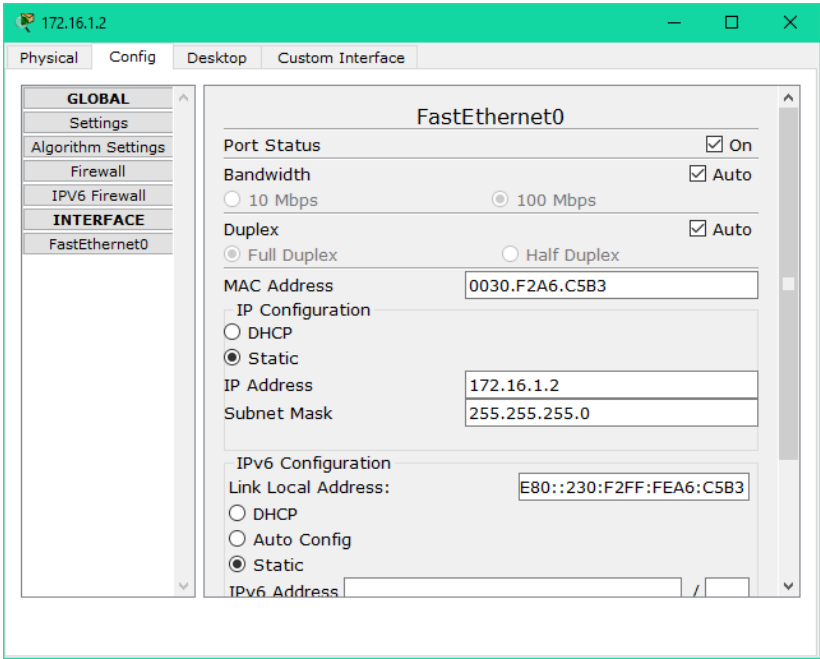 172.16.1.2
Physical Config Desktop Custom Interface
GLOBAL
Settings
Algorithm Settings
Firewall
IPV6 Firewall
INTERFACE
FastEthernet0
FastEthernet0
Port Status On
Bandwidth Auto
10 Mbps 100 Mbps
Duplex Auto
Full Duplex Half Duplex
MAC Address 0030.F2A6.C5B3
IP Configuration
DHCP
Static
IP Address 172.16.1.2
Subnet Mask 255.255.255.0
IPv6 Configuration
Link Local Address: E80::230:F2FF:FEA6:C5B3
DHCP
Auto Config
Static
IPv6 Address /